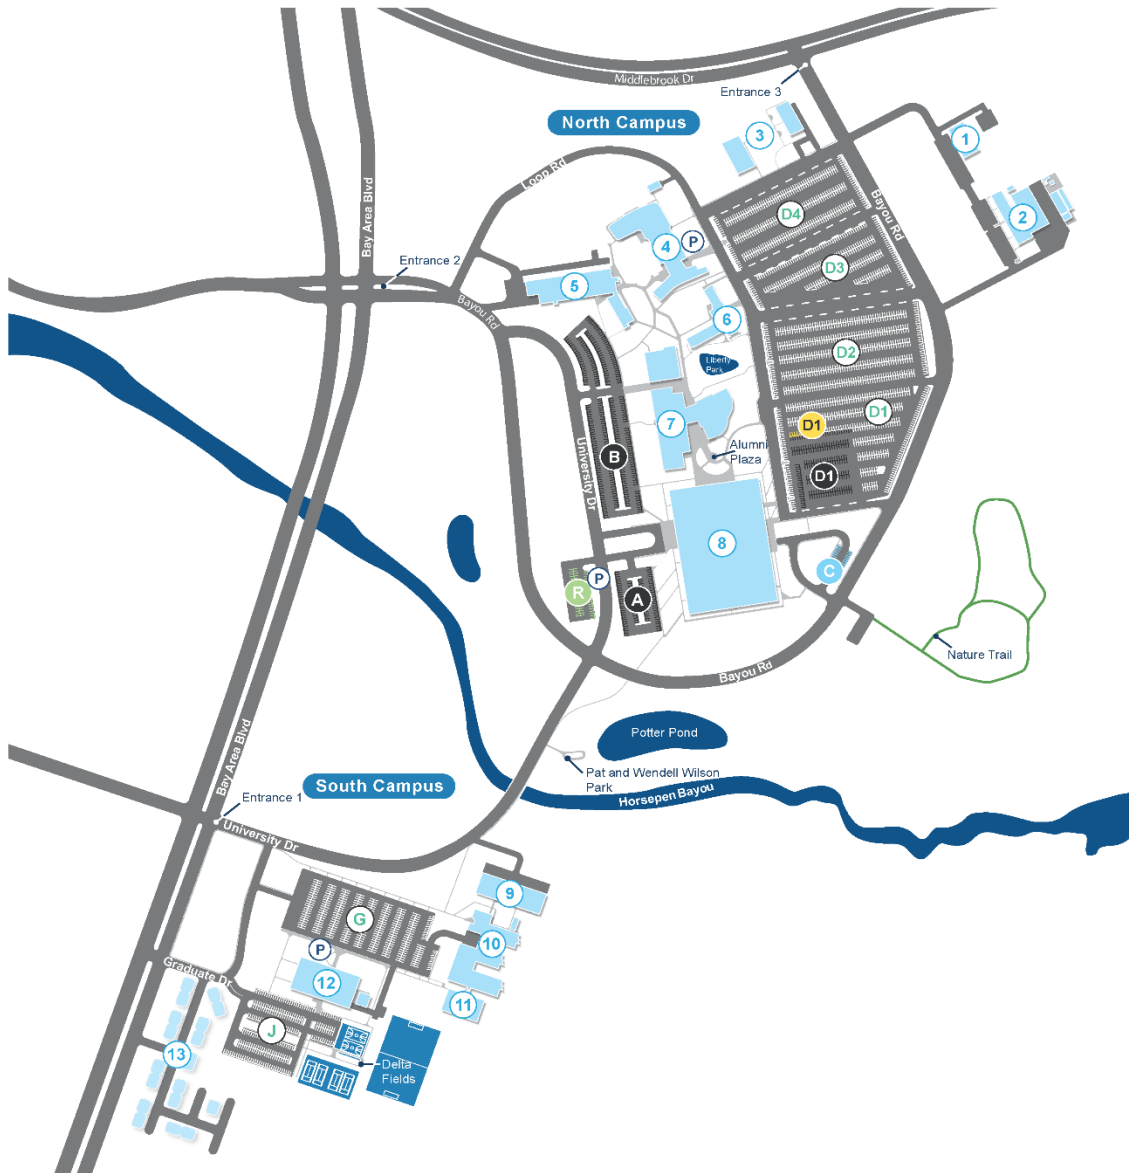 Middlebrook Dr
Entrance 3
North Campus
3
1
Loop Rd
Bay Area Blvd
Bayou Rd
D4
2
4
P
Entrance 2
D3
5
Bayou Rd
6
D2
Liberty
Park
D1
7
D1
University Dr
B
Alumni
Plaza
D1
8
C
R
P
A
Nature Trail
Bayou Rd
Potter Pond
Bay Area Blvd
Pat and Wendell Wilson
Park
South Campus
Horsepen Bayou
Entrance 1
University Dr
9
G
10
P
Graduate Dr
12
11
J
13
Delta
Fields